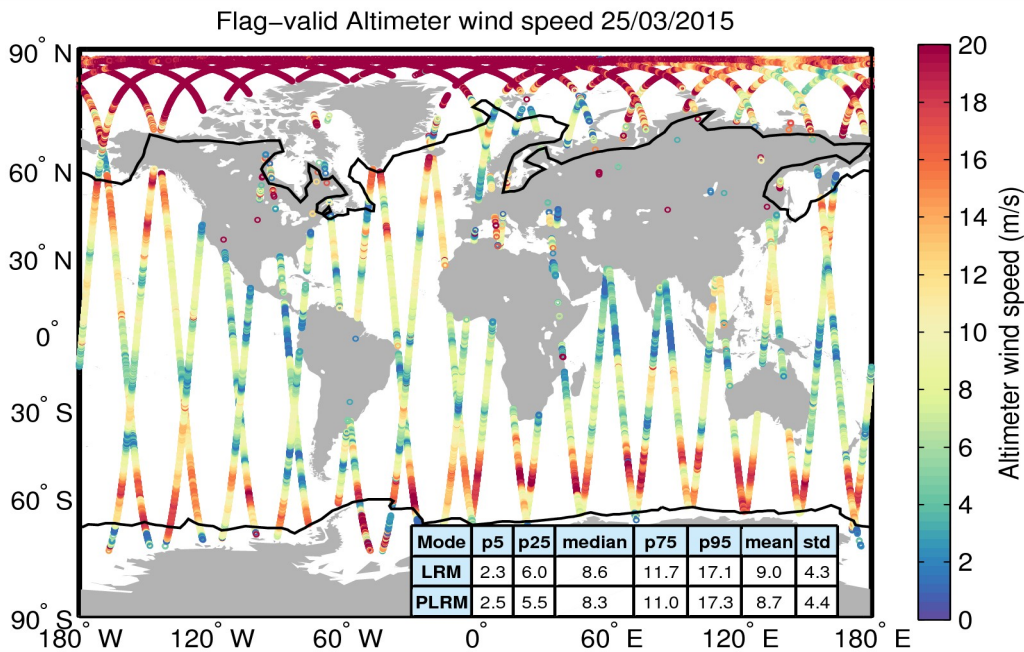 Flag−valid Altimeter wind speed 25/03/2015
90° N
60° N
30° N
0°
30° S
60° S
90° S
180° W
120° W
60° W
0°
60° E
120° E
180° E
Mode p5 p25 median p75 p95 mean std
LRM 2.3 6.0 8.6 11.7 17.1 9.0 4.3
PLRM 2.5 5.5 8.3 11.0 17.3 8.7 4.4
20
18
16
14
12
10
8
6
4
2
0
Altimeter wind speed (m/s)